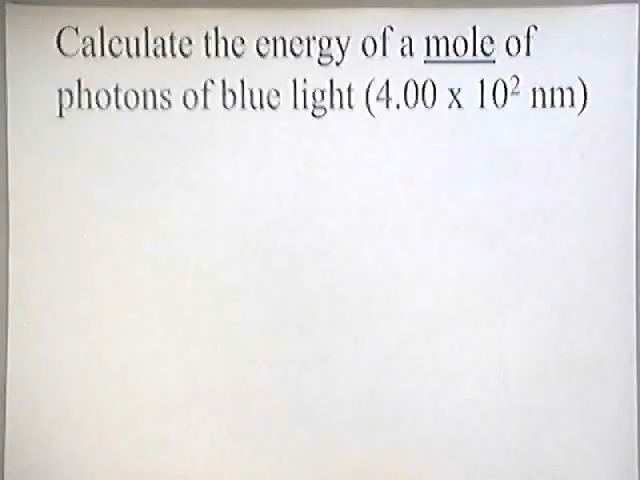 Calculate the energy of a mole of
photons of blue light (4.00 x 10² nm)